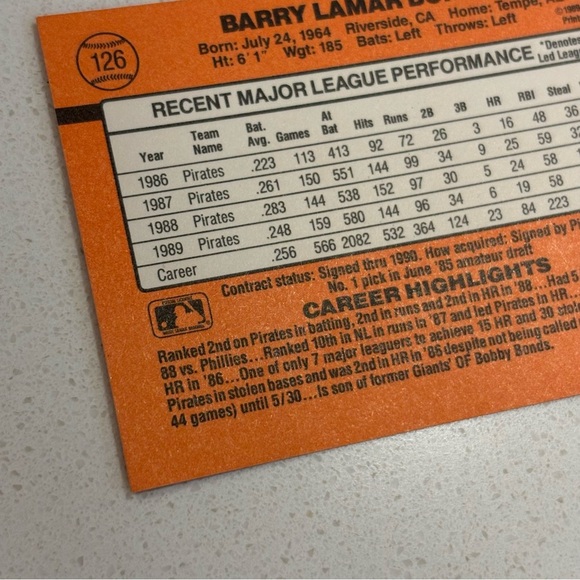 126
BARRY LAMAR
Born: July 24, 1964 Riverside, CA Home: Tempe,
Ht: 6'1" Wgt: 185 Bats: Left Throws: Left
RECENT MAJOR LEAGUE PERFORMANCE *Denotes
Led Leag
Year Team Name Bat. Avg. Games At Bat Hits Runs 2B 3B HR RBI Steal
1986 Pirates .223 113 413 92 72 26 3 16 48 36
1987 Pirates .261 150 551 144 99 34 9 25 59 32
1988 Pirates .283 144 538 152 97 30 5 24 58
1989 Pirates .248 159 580 144 96 34 6 19 58
Career .256 566 2082 532 364 124 23 84 223
Contract status: Signed thru 1990. How acquired: Signed by
No. 1 pick in June '85 amateur draft
CAREER HIGHLIGHTS
Ranked 2nd on Pirates in batting, 2nd in runs and 2nd in HR in '88...Had
88 vs. Phillies...Ranked 10th in NL in runs in '87 and led Pirates in HR...
HR in '86...One of only 7 major leaguers to achieve 15 HR and 30
Pirates in stolen bases and was 2nd in HR in '86 despite not being called
44 games) until 5/30...Is son of former Giants' OF Bobby Bonds.